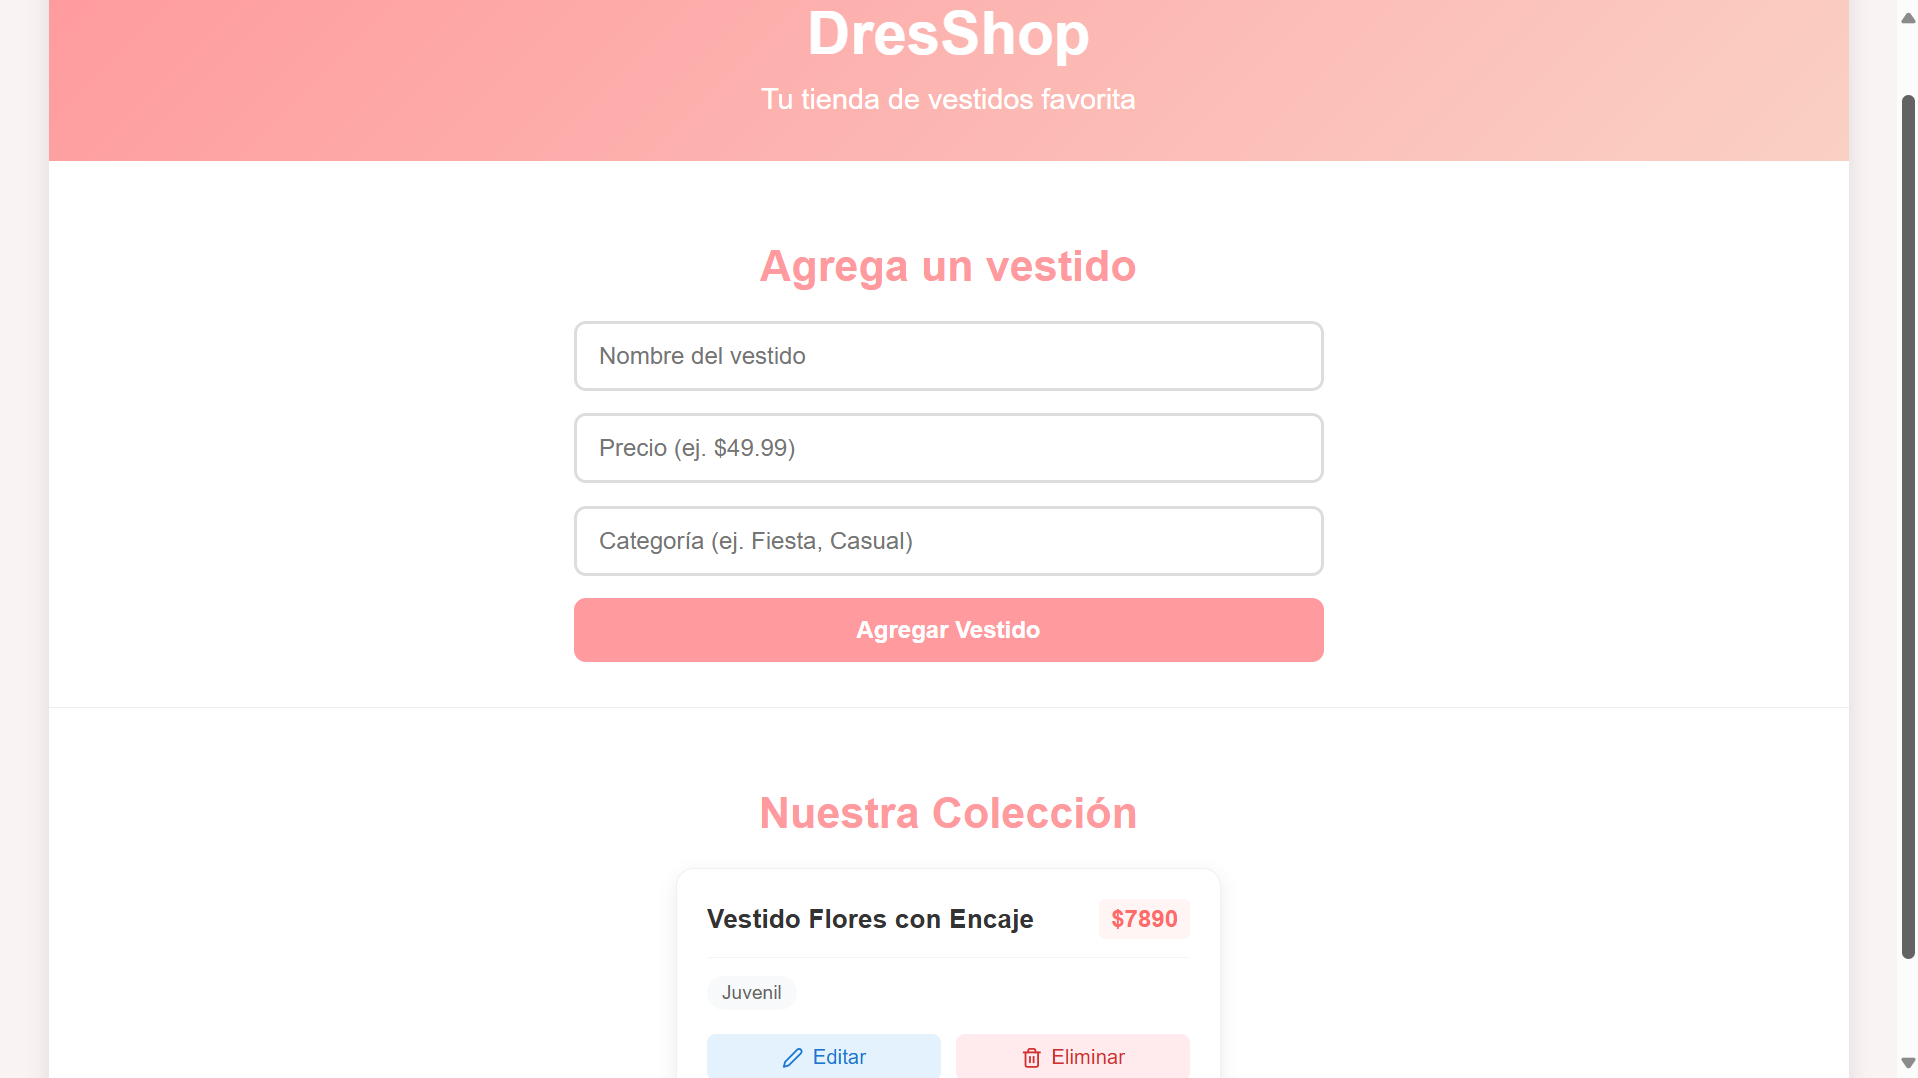 DresShop
Tu tienda de vestidos favorita
Agrega un vestido
Nombre del vestido
Precio (ej. $49.99)
Categoría (ej. Fiesta, Casual)
Agregar Vestido
Nuestra Colección
Vestido Flores con Encaje $7890
Juvenil
Editar Eliminar